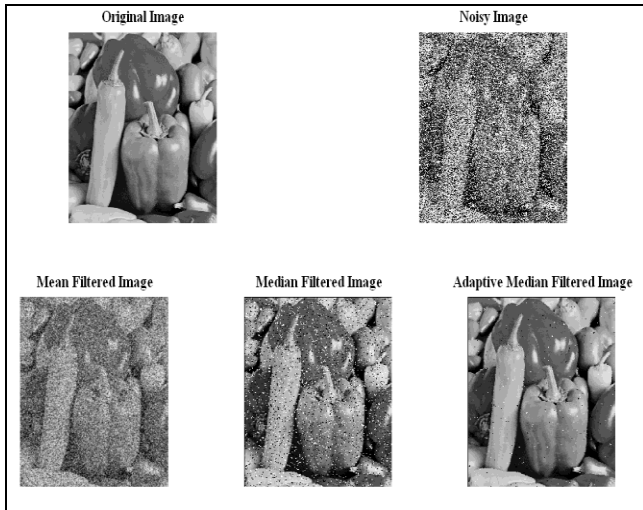 Original Image
Noisy Image
Mean Filtered Image
Median Filtered Image
Adaptive Median Filtered Image